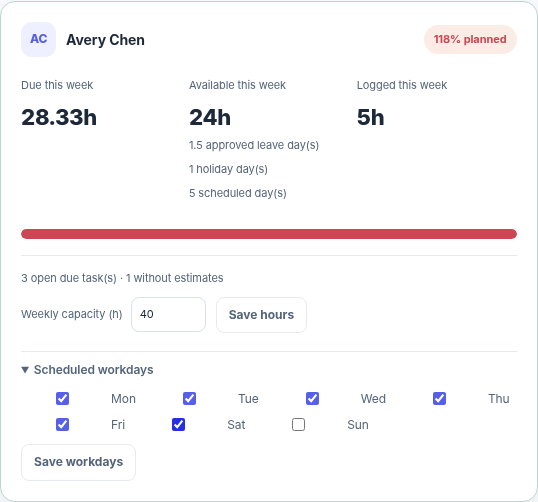 AC Avery Chen 118% planned
Due this week Available this week Logged this week
28.33h 24h 5h
1.5 approved leave day(s)
1 holiday day(s)
5 scheduled day(s)
3 open due task(s) · 1 without estimates
Weekly capacity (h) 40 Save hours
▼ Scheduled workdays
Mon Tue Wed Thu
Fri Sat Sun
Save workdays